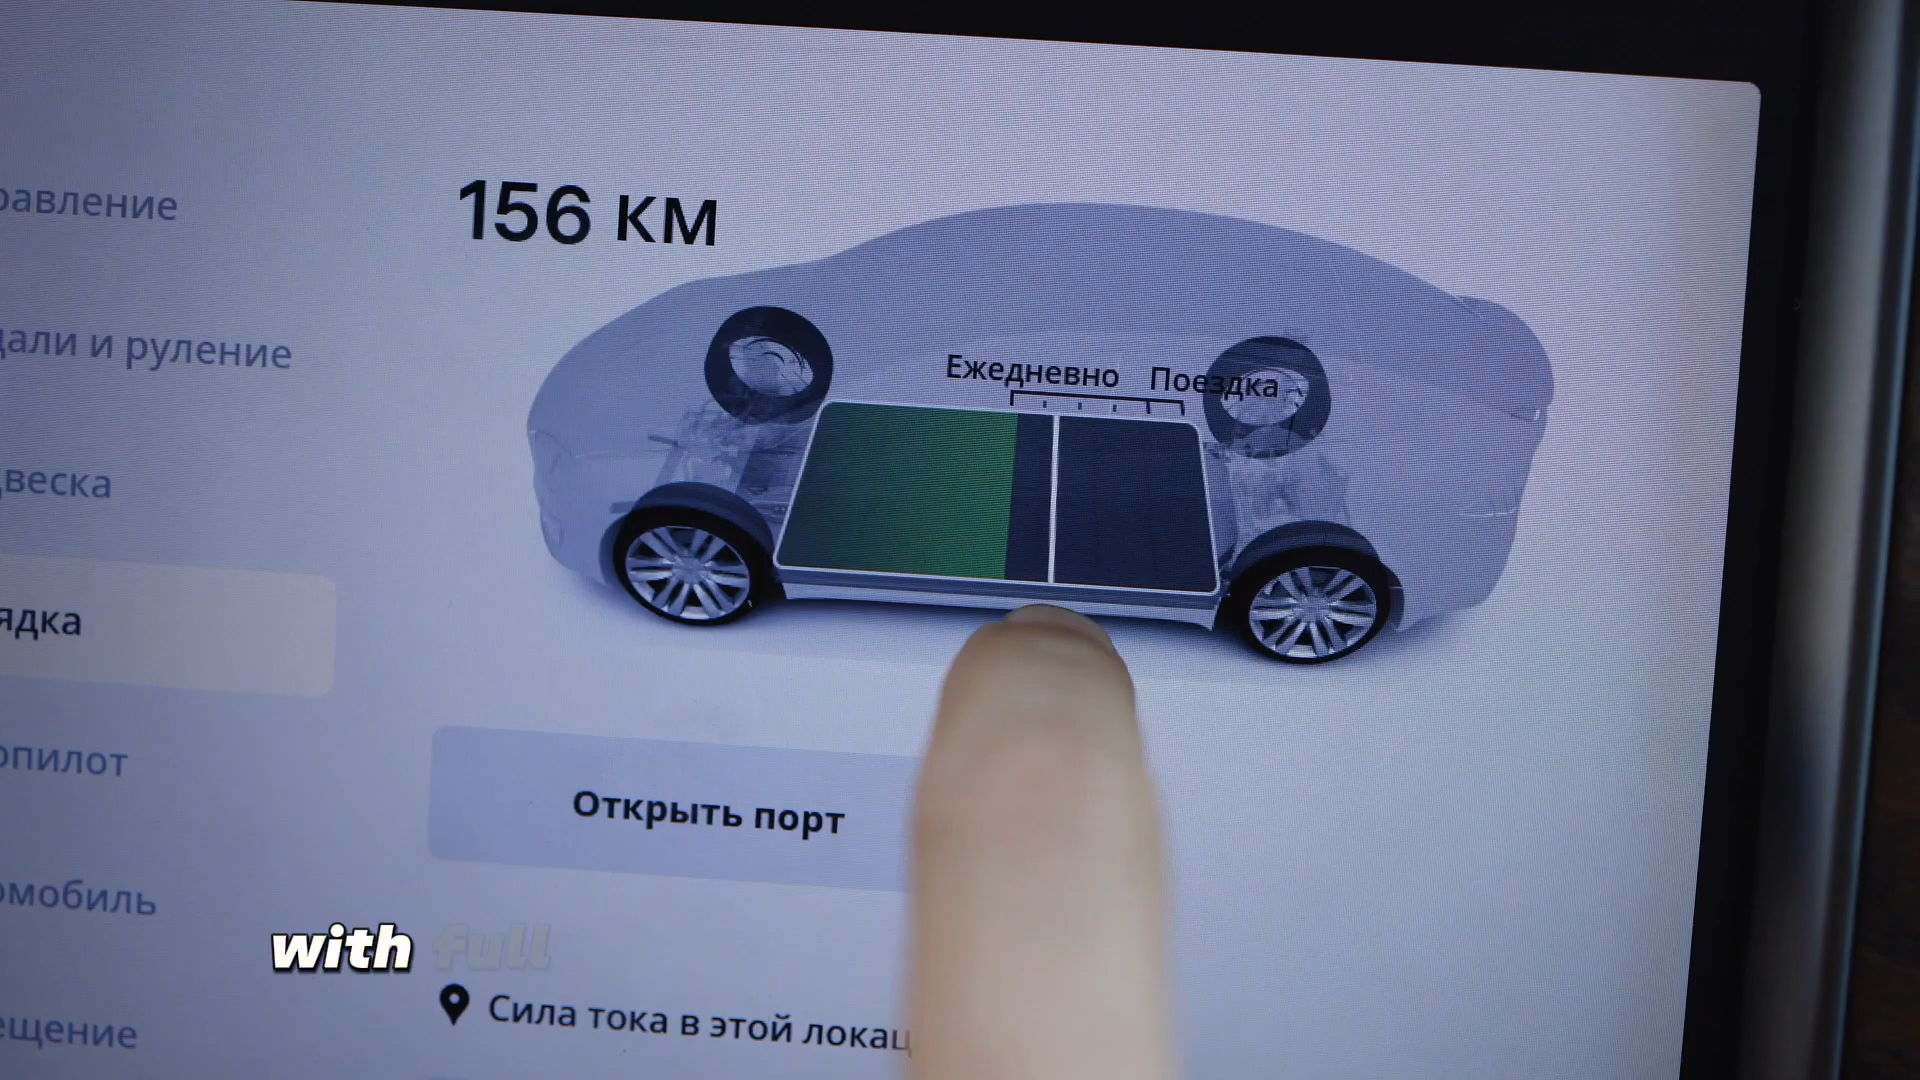 равление
156 км
дали и руление
Ежедневно Поездка
двеска
ядка
опилот
Открыть порт
омобиль
with full
Сила тока в этой локац
ещение